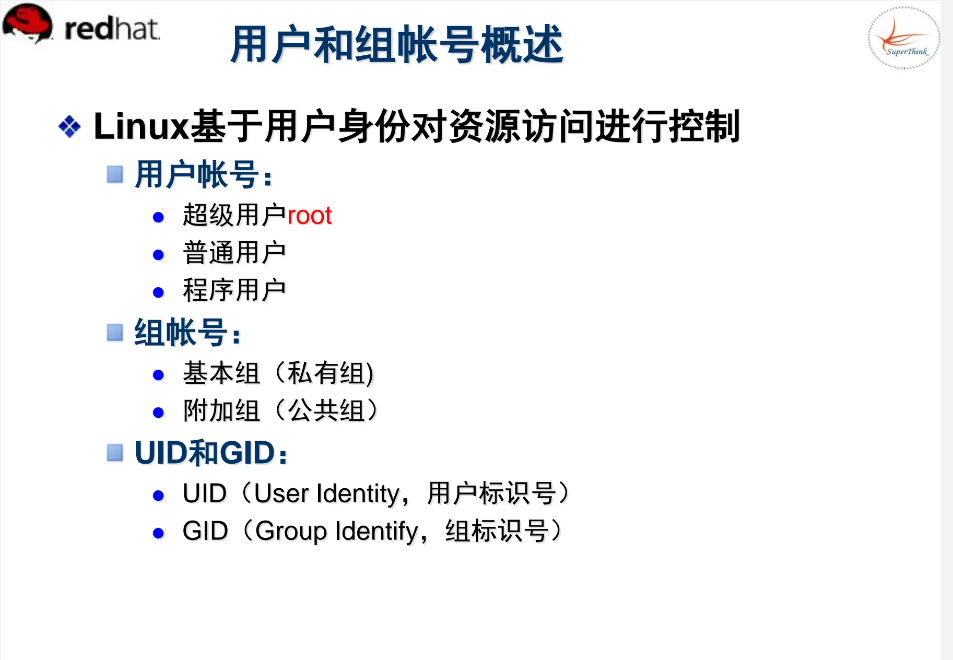 redhat.
用户和组帐号概述
SuperThink
Linux基于用户身份对资源访问进行控制
用户帐号：
超级用户root
普通用户
程序用户
组帐号：
基本组（私有组)
附加组（公共组）
UID和GID：
UID（User Identity，用户标识号）
GID（Group Identify，组标识号）